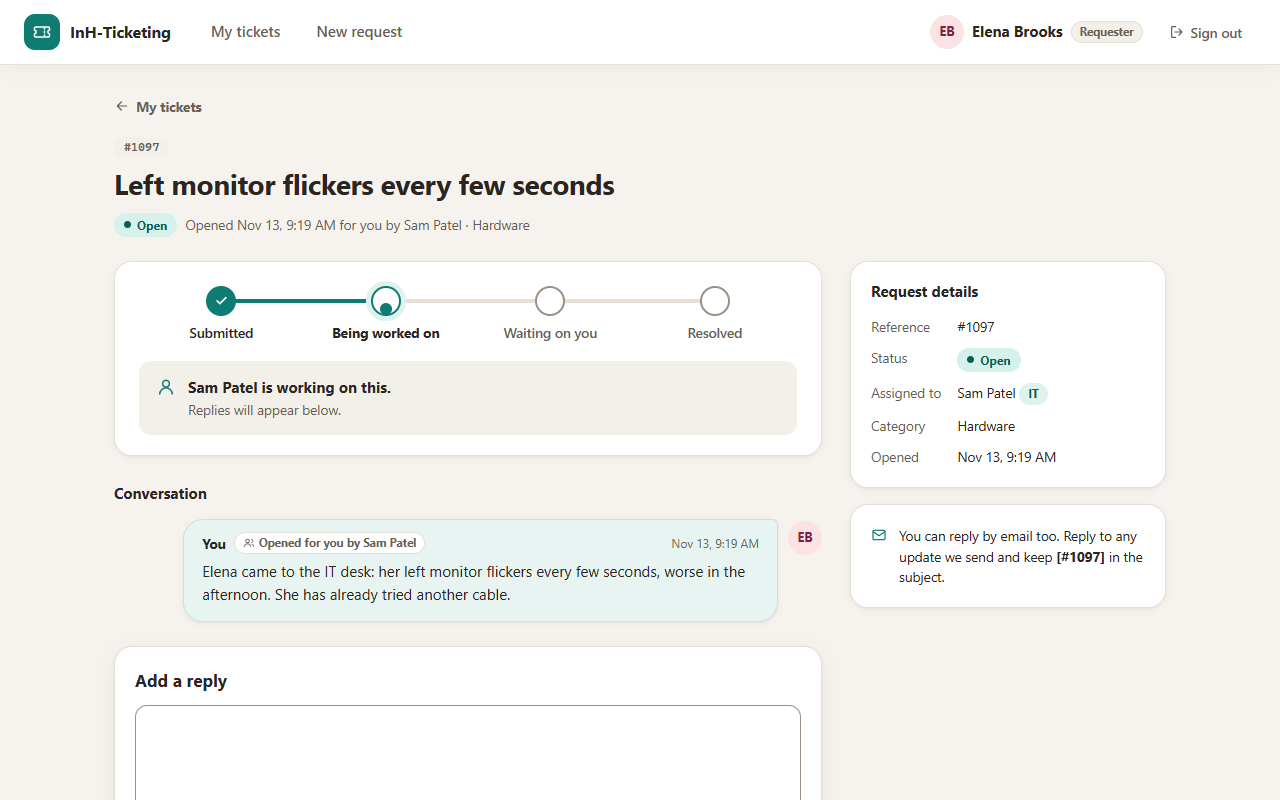 InH-Ticketing My tickets New request EB Elena Brooks Requester Sign out
My tickets
#1097
Left monitor flickers every few seconds
Open Opened Nov 13, 9:19 AM for you by Sam Patel · Hardware
Submitted Being worked on Waiting on you Resolved
Sam Patel is working on this.
Replies will appear below.
Conversation
You Opened for you by Sam Patel Nov 13, 9:19 AM EB
Elena came to the IT desk: her left monitor flickers every few seconds, worse in the
afternoon. She has already tried another cable.
Add a reply
Request details
Reference #1097
Status Open
Assigned to Sam Patel IT
Category Hardware
Opened Nov 13, 9:19 AM
You can reply by email too. Reply to any
update we send and keep [#1097] in the
subject.